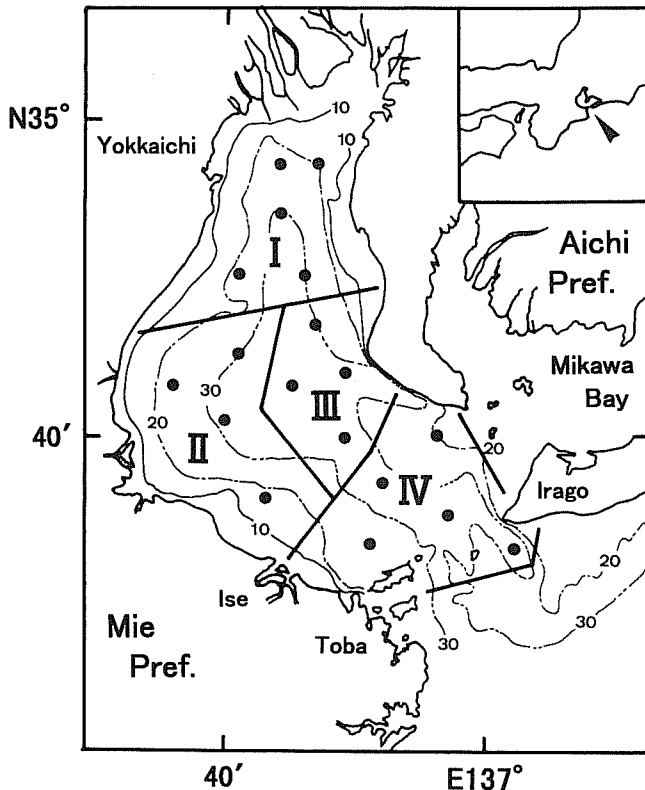 10
N35°
10
Yokkaichi
I
Aichi
Pref.
Mikawa
Bay
30
III
20
40′
20
II
IV
Irago
10
20
Ise
30
Mie
Pref.
Toba
30
40′
E137°